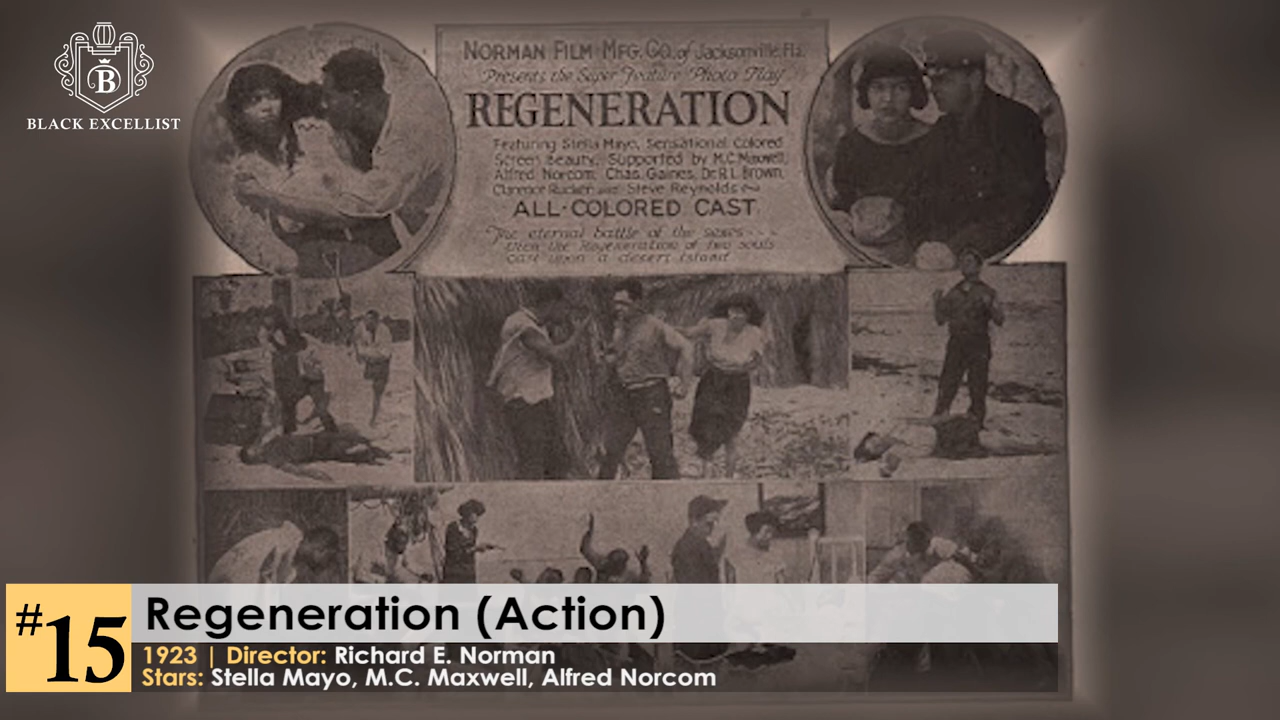 BLACK EXCELLIST
B
NORMAN FILM MFG. CO. of Jacksonville, Fla.
Presents the Super Feature Photo Play
REGENERATION
Featuring Stella Mayo, Sensational Colored
Screen Beauty, Supported by M.C. Maxwell,
Alfred Norcom, Chas. Gaines, Dr. R.L. Brown,
Clarence Rucker and Steve Reynolds
ALL-COLORED CAST
"The eternal battle of the sexes---
then the Regeneration of two souls
cast upon a desert island
#15
Regeneration (Action)
1923 | Director: Richard E. Norman
Stars: Stella Mayo, M.C. Maxwell, Alfred Norcom